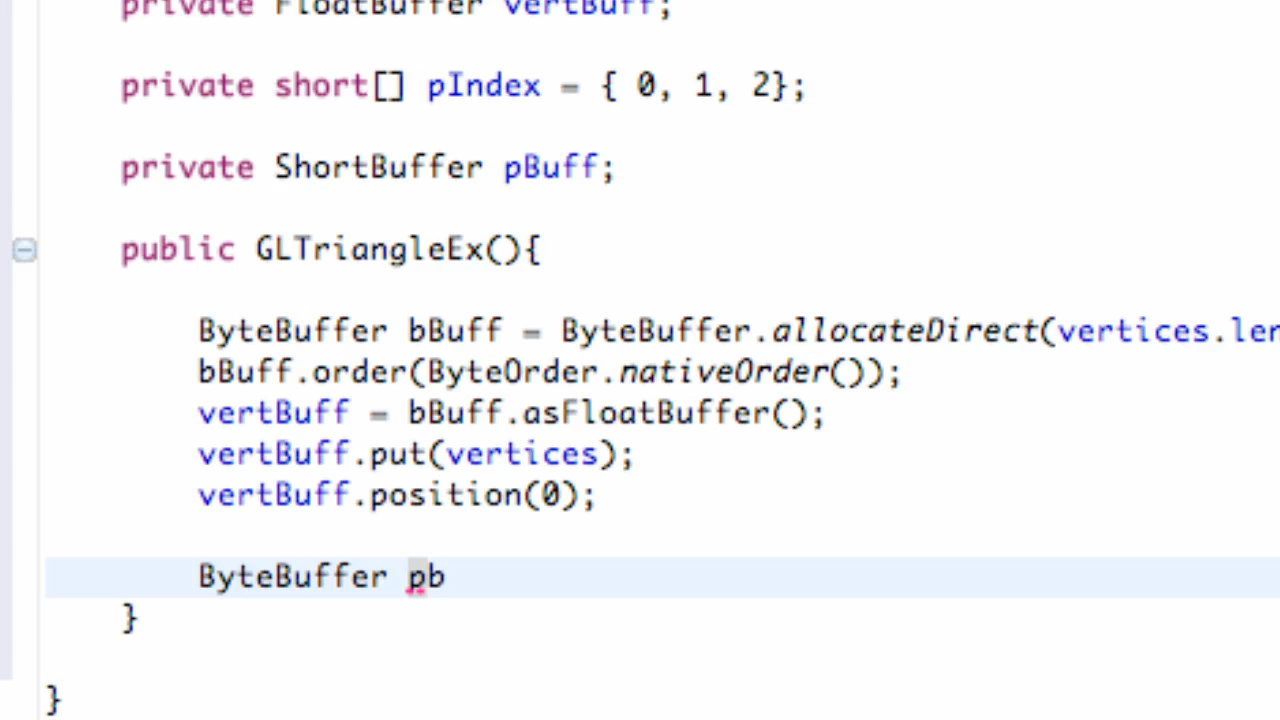 private FloatBuffer vertBuff;
private short[] pIndex = { 0, 1, 2};
private ShortBuffer pBuff;
public GLTriangleEx(){
ByteBuffer bBuff = ByteBuffer.allocateDirect(vertices.len
bBuff.order(ByteOrder.nativeOrder());
vertBuff = bBuff.asFloatBuffer();
vertBuff.put(vertices);
vertBuff.position(0);
ByteBuffer pb
}
}